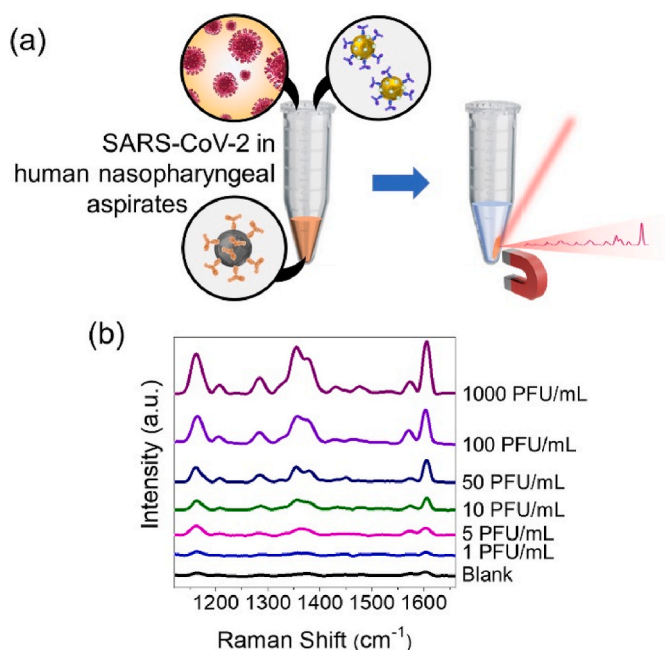 (a)
SARS-CoV-2 in
human nasopharyngeal
aspirates
(b)
Intensity (a.u.)
1000 PFU/mL
100 PFU/mL
50 PFU/mL
10 PFU/mL
5 PFU/mL
1 PFU/mL
Blank
1200 1300 1400 1500 1600
Raman Shift (cm⁻¹)